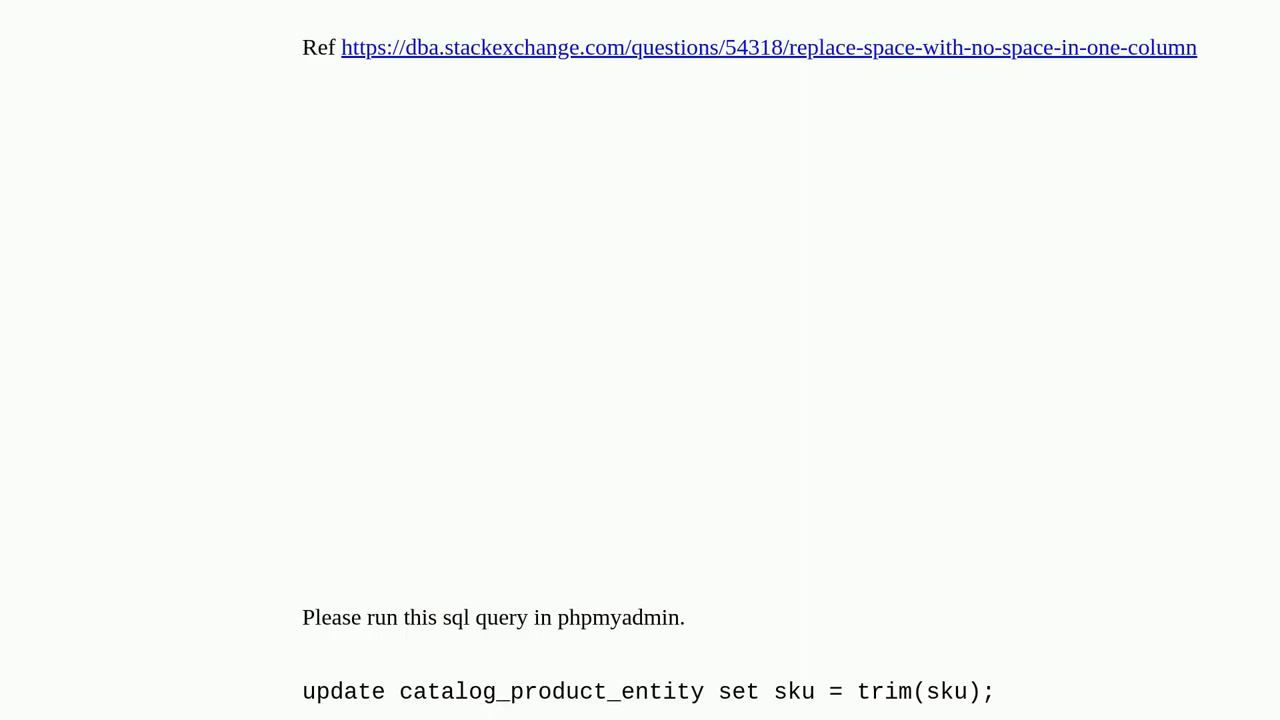 Ref https://dba.stackexchange.com/questions/54318/replace-space-with-no-space-in-one-column
Please run this sql query in phpmyadmin.
update catalog_product_entity set sku = trim(sku);